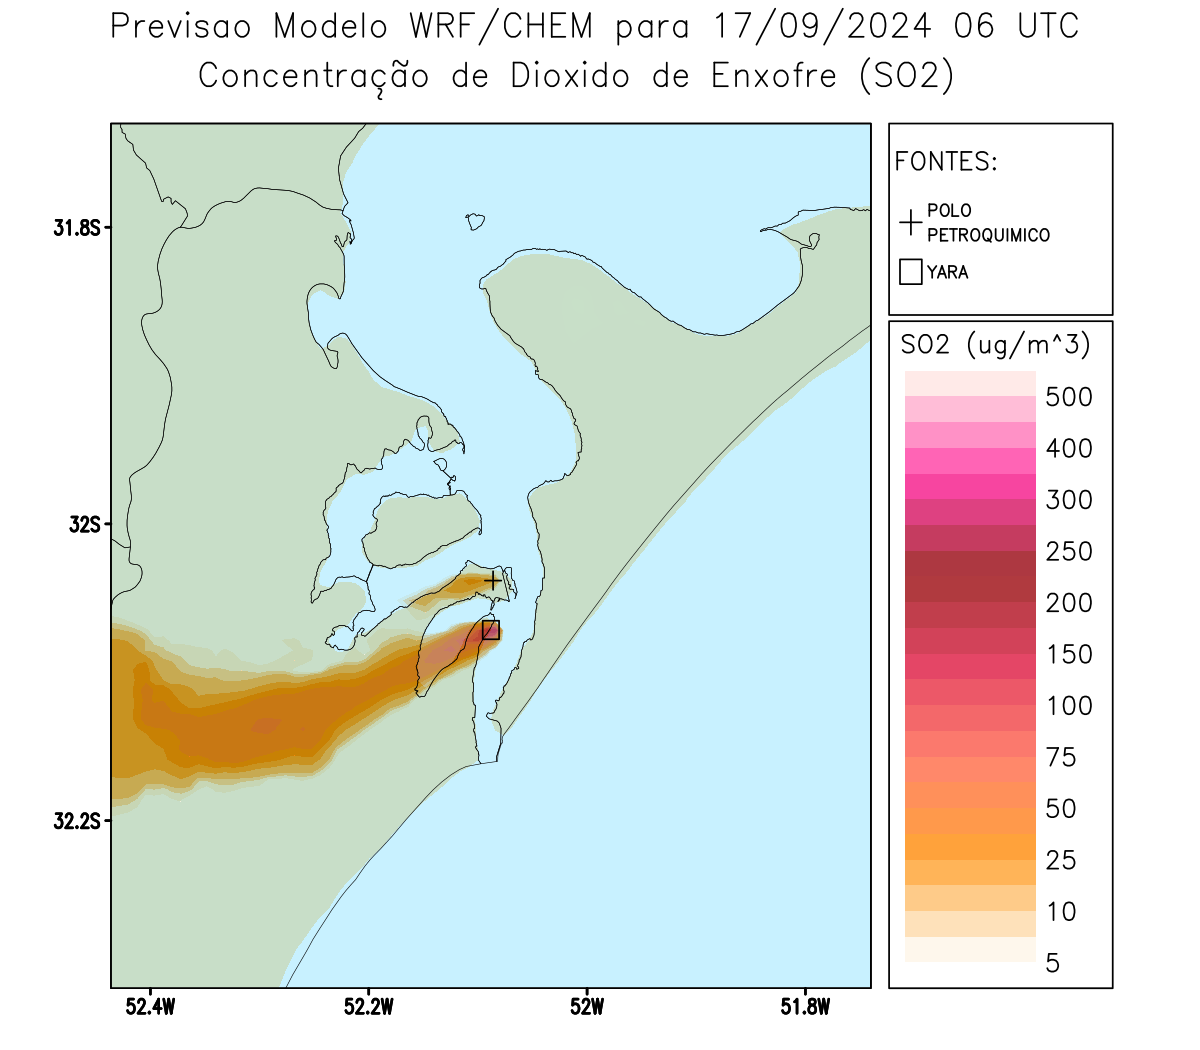 Previsao Modelo WRF/CHEM para 17/09/2024 06 UTC
Concentração de Dioxido de Enxofre (SO2)
FONTES:
POLO
PETROQUIMICO
YARA
SO2 (ug/m^3)
500
400
300
250
200
150
100
75
50
25
10
5
31.8S
32S
32.2S
52.4W
52.2W
52W
51.8W